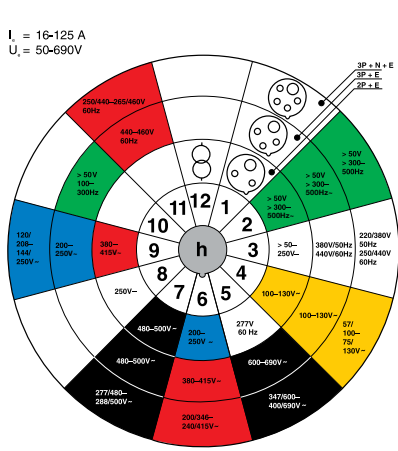 Iₑ = 16-125 A
Uₑ = 50-690V
3P + N + E
3P + E
2P + E
250/440–265/460V
60Hz
440–460V
60Hz
> 50V
100–
300Hz
> 50V
> 300–
500Hz~
> 50V
> 300–
500Hz~
> 50V
> 300–
500Hz
12
1
2
3
4
5
6
7
8
9
10
11
h
120/
208–
144/
250V~
200–
250V~
380–
415V~
> 50–
250V~
380V/50Hz
440V/60Hz
220/380V
50Hz
250/440V
60Hz
250V~
100–130V~
100–130V~
57/
100–
75/
130V~
480–500V~
480–500V~
277/480–
288/500V~
200–
250V~
380–415V~
200/346–
240/415V~
277V
60 Hz
600–690V~
347/600–
400/690V~